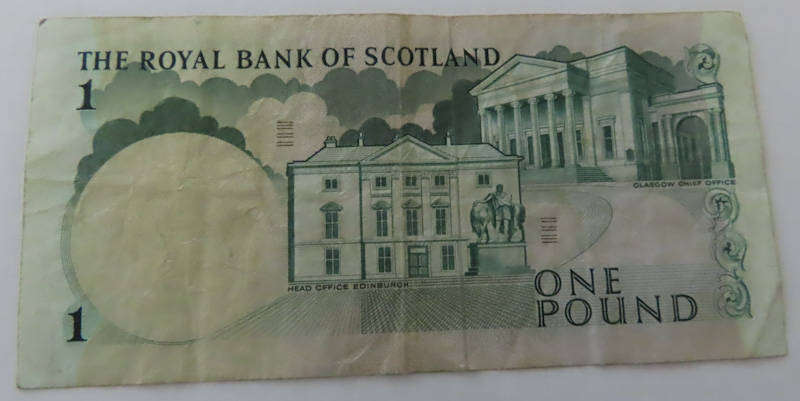 THE ROYAL BANK OF SCOTLAND
1
GLASGOW CHIEF OFFICE
HEAD OFFICE EDINBURGH
ONE
POUND
1